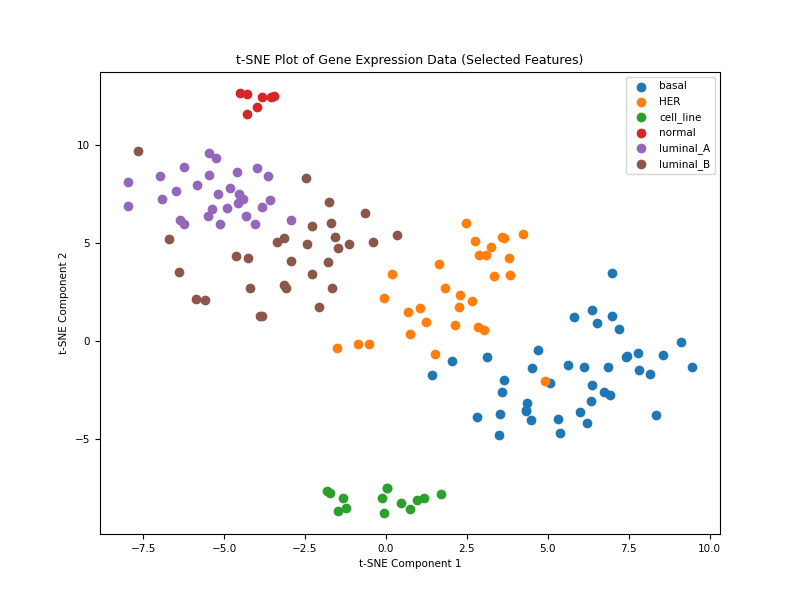 t-SNE Plot of Gene Expression Data (Selected Features)
basal
HER
cell_line
normal
luminal_A
luminal_B
10
5
0
−5
t-SNE Component 2
−7.5
−5.0
−2.5
0.0
2.5
5.0
7.5
10.0
t-SNE Component 1